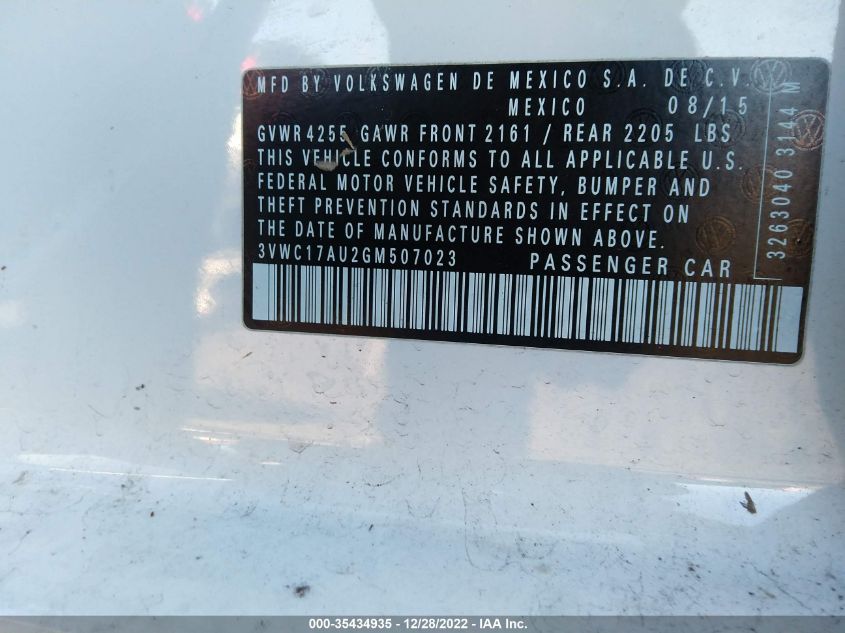 MFD BY VOLKSWAGEN DE MEXICO S.A. DE C.V.
MEXICO 08/15
GVWR 4255 GAWR FRONT 2161 / REAR 2205 LBS
THIS VEHICLE CONFORMS TO ALL APPLICABLE U.S.
FEDERAL MOTOR VEHICLE SAFETY, BUMPER AND
THEFT PREVENTION STANDARDS IN EFFECT ON
THE DATE OF MANUFACTURE SHOWN ABOVE.
3VWC17AU2GM507023 PASSENGER CAR
3263040 3144 M
000-35434935 - 12/28/2022 - IAA Inc.